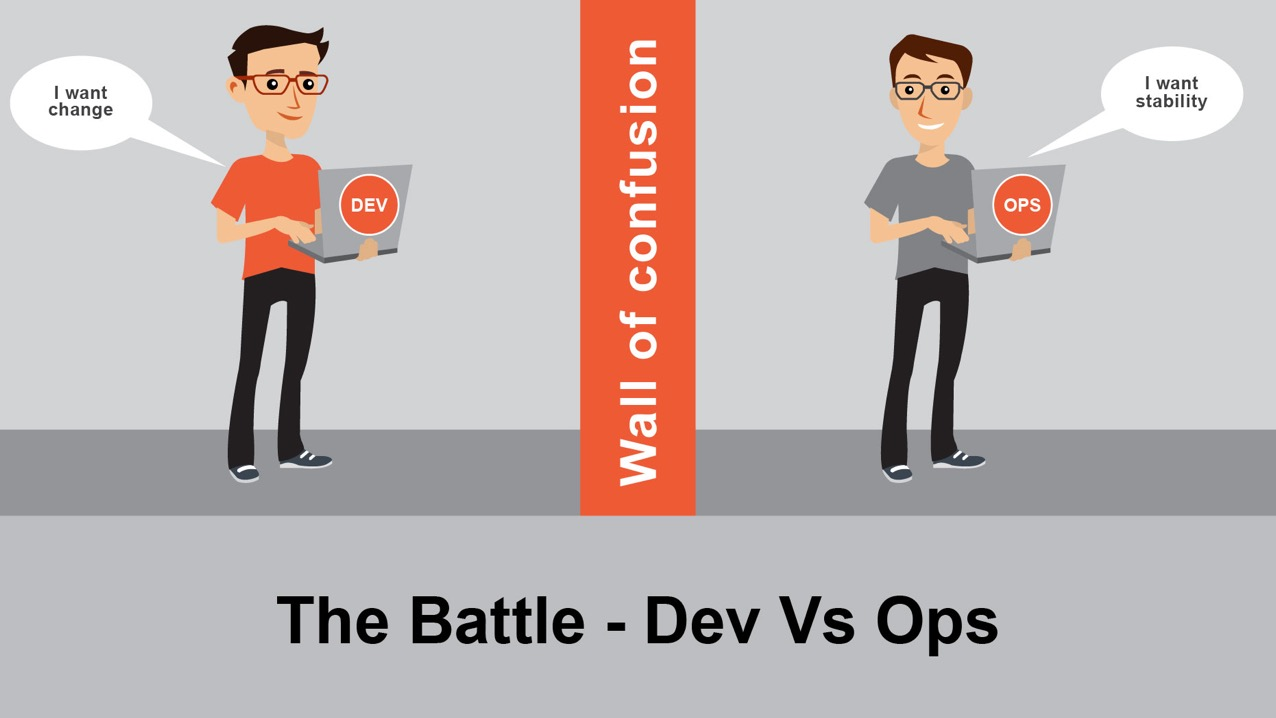 I want
change
DEV
Wall of confusion
I want
stability
OPS
The Battle - Dev Vs Ops